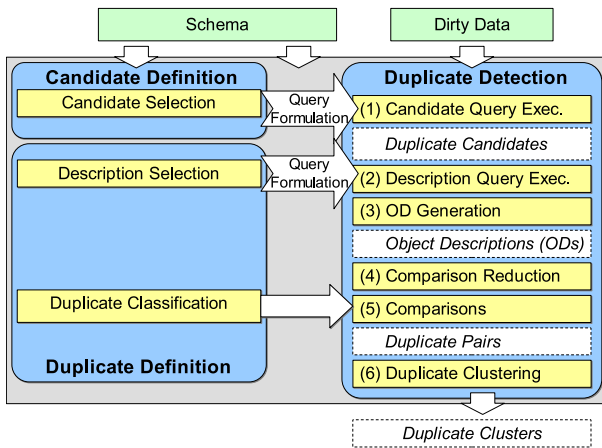 Schema
Dirty Data
Candidate Definition
Candidate Selection
Query
Formulation
Description Selection
Query
Formulation
Duplicate Classification
Duplicate Definition
Duplicate Detection
(1) Candidate Query Exec.
Duplicate Candidates
(2) Description Query Exec.
(3) OD Generation
Object Descriptions (ODs)
(4) Comparison Reduction
(5) Comparisons
Duplicate Pairs
(6) Duplicate Clustering
Duplicate Clusters